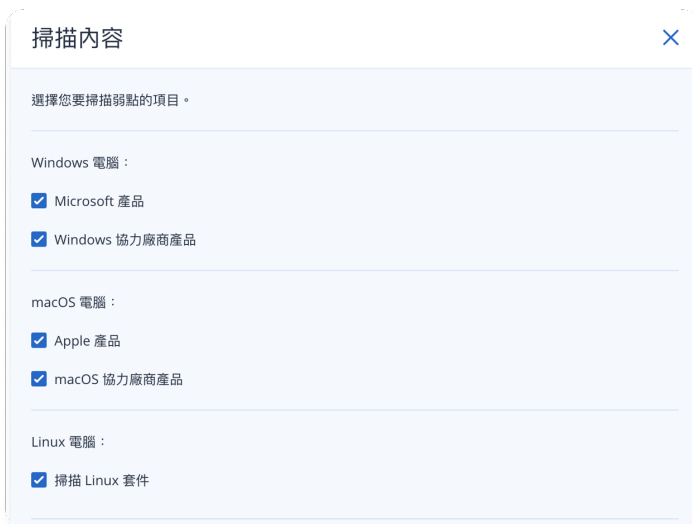 掃描內容
選擇您要掃描弱點的項目。
Windows 電腦：
Microsoft 產品
Windows 協力廠商產品
macOS 電腦：
Apple 產品
macOS 協力廠商產品
Linux 電腦：
掃描 Linux 套件